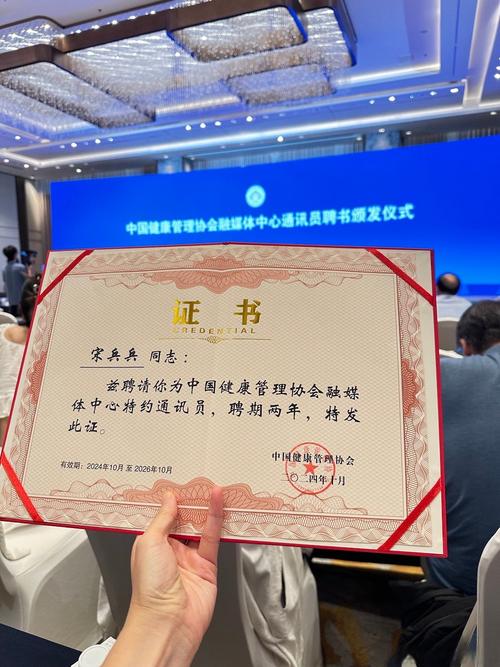 中国健康管理协会融媒体中心通讯员聘书颁发仪式
证书
CREDENTIAL
宋兵兵 同志：
兹聘请你为中国健康管理协会融媒
体中心特约通讯员，聘期两年，特发
此证。
中国健康管理协会
二〇二四年十月
有效期：2024年10月 至 2026年10月